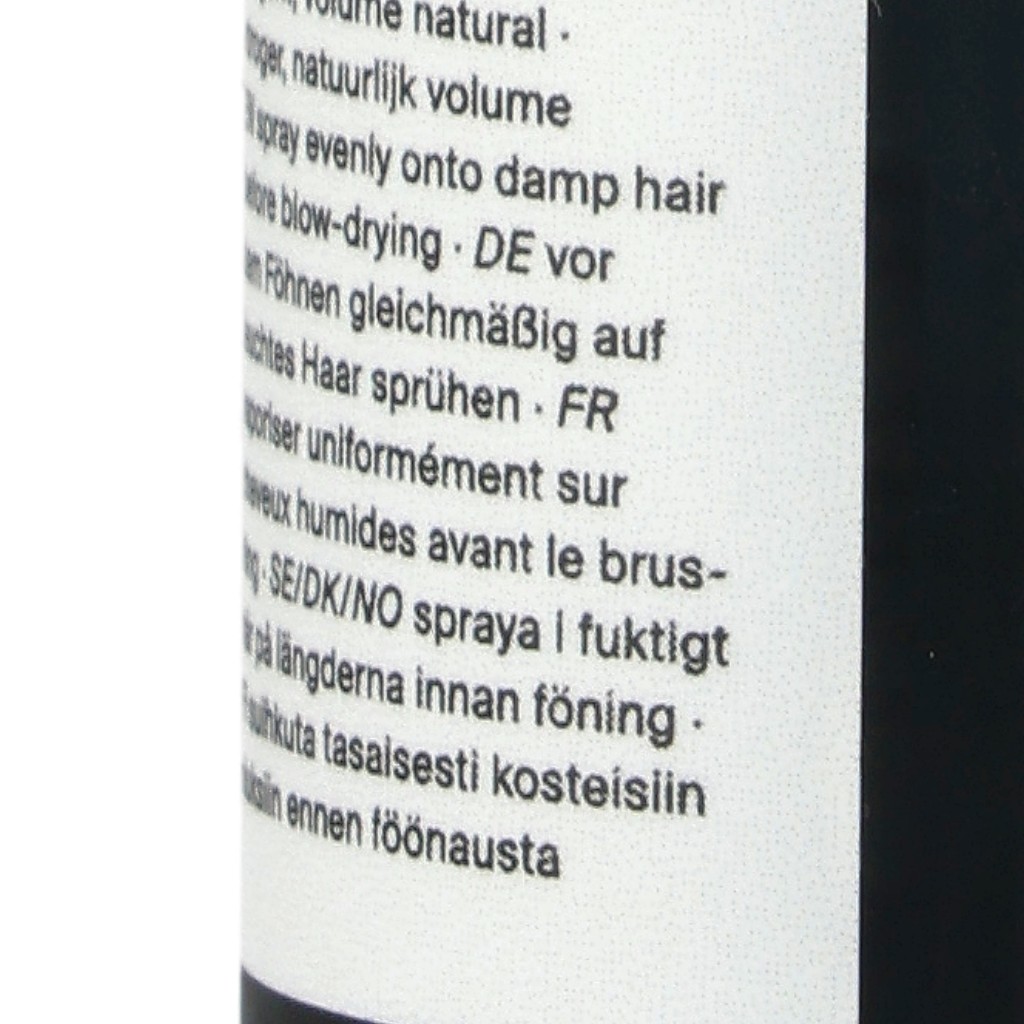 volume natural ·
natuurlijk volume
spray evenly onto damp hair
before blow-drying · DE vor
Föhnen gleichmäßig auf
Haar sprühen · FR
uniformément sur
humides avant le brus-
· SE/DK/NO spraya i fuktigt
på längderna innan föning ·
suihkuta tasaisesti kosteisiin
ennen föönausta